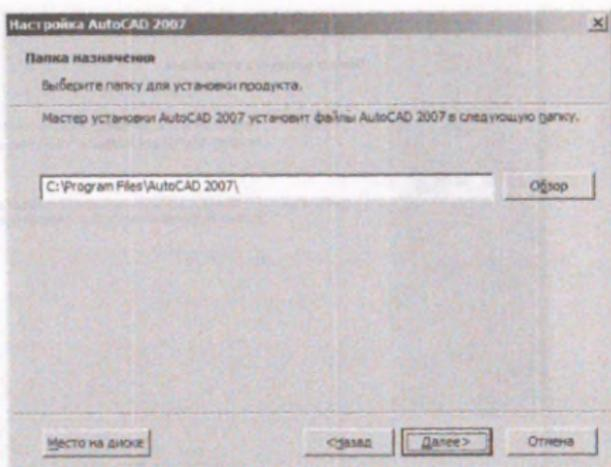 Настройка AutoCAD 2007
Папка назначения
Выберите папку для установки продукта.
Мастер установки AutoCAD 2007 установит файлы AutoCAD 2007 в следующую папку.
C:\Program Files\AutoCAD 2007\
Обзор
Место на диске
<Назад
Далее>
Отмена